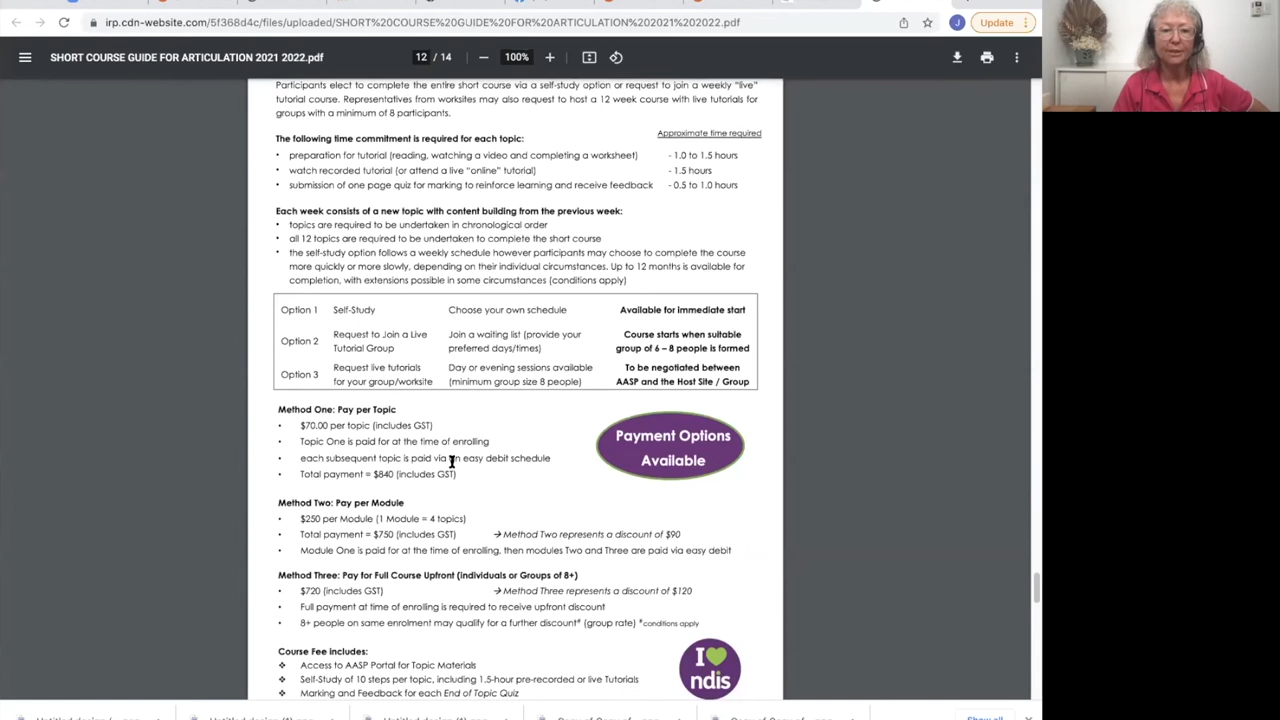 irp.cdn-website.com/5f368d4c/files/uploaded/SHORT%20COURSE%20GUIDE%20FOR%20ARTICULATION%202021%202022.pdf
J
Update
SHORT COURSE GUIDE FOR ARTICULATION 2021 2022.pdf
12 / 14
100%
Participants elect to complete the entire short course via a self-study option or request to join a weekly “live”
tutorial course. Representatives from worksites may also request to host a 12 week course with live tutorials for
groups with a minimum of 8 participants.
The following time commitment is required for each topic:
Approximate time required
• preparation for tutorial (reading, watching a video and completing a worksheet) - 1.0 to 1.5 hours
• watch recorded tutorial (or attend a live “online” tutorial) - 1.5 hours
• submission of one page quiz for marking to reinforce learning and receive feedback - 0.5 to 1.0 hours
Each week consists of a new topic with content building from the previous week:
• topics are required to be undertaken in chronological order
• all 12 topics are required to be undertaken to complete the short course
• the self-study option follows a weekly schedule however participants may choose to complete the course
more quickly or more slowly, depending on their individual circumstances. Up to 12 months is available for
completion, with extensions possible in some circumstances (conditions apply)
Option 1 Self-Study Choose your own schedule Available for immediate start
Option 2 Request to Join a Live Tutorial Group Join a waiting list (provide your preferred days/times) Course starts when suitable group of 6 – 8 people is formed
Option 3 Request live tutorials for your group/worksite Day or evening sessions available (minimum group size 8 people) To be negotiated between AASP and the Host Site / Group
Method One: Pay per Topic
• $70.00 per topic (includes GST)
• Topic One is paid for at the time of enrolling
• each subsequent topic is paid via an easy debit schedule
• Total payment = $840 (includes GST)
Payment Options
Available
Method Two: Pay per Module
• $250 per Module (1 Module = 4 topics)
• Total payment = $750 (includes GST) → Method Two represents a discount of $90
• Module One is paid for at the time of enrolling, then modules Two and Three are paid via easy debit
Method Three: Pay for Full Course Upfront (individuals or Groups of 8+)
• $720 (includes GST) → Method Three represents a discount of $120
• Full payment at time of enrolling is required to receive upfront discount
• 8+ people on same enrolment may qualify for a further discount# (group rate) #conditions apply
Course Fee includes:
❖ Access to AASP Portal for Topic Materials
❖ Self-Study of 10 steps per topic, including 1.5-hour pre-recorded or live Tutorials
❖ Marking and Feedback for each End of Topic Quiz
I
ndis
Show all